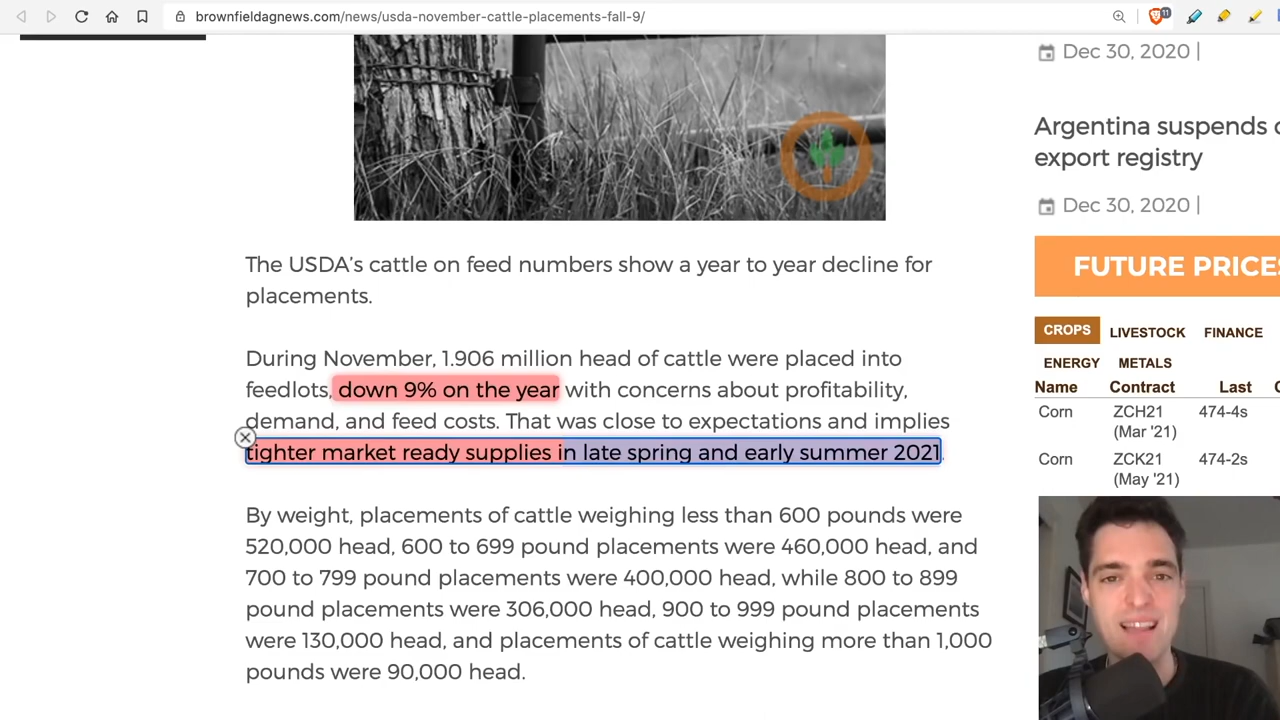 brownfieldagnews.com/news/usda-november-cattle-placements-fall-9/
11
Dec 30, 2020 |
Argentina suspends
export registry
Dec 30, 2020 |
FUTURE PRICES
CROPS LIVESTOCK FINANCE
ENERGY METALS
Name Contract Last
Corn ZCH21 474-4s
(Mar '21)
Corn ZCK21 474-2s
(May '21)
The USDA’s cattle on feed numbers show a year to year decline for
placements.
During November, 1.906 million head of cattle were placed into
feedlots, down 9% on the year with concerns about profitability,
demand, and feed costs. That was close to expectations and implies
tighter market ready supplies in late spring and early summer 2021.
By weight, placements of cattle weighing less than 600 pounds were
520,000 head, 600 to 699 pound placements were 460,000 head, and
700 to 799 pound placements were 400,000 head, while 800 to 899
pound placements were 306,000 head, 900 to 999 pound placements
were 130,000 head, and placements of cattle weighing more than 1,000
pounds were 90,000 head.